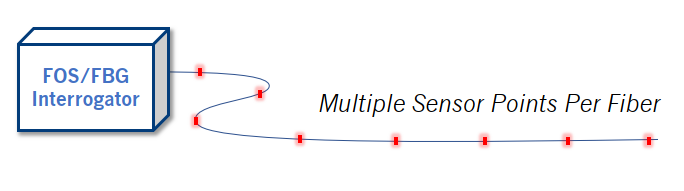 FOS/FBG
Interrogator
Multiple Sensor Points Per Fiber